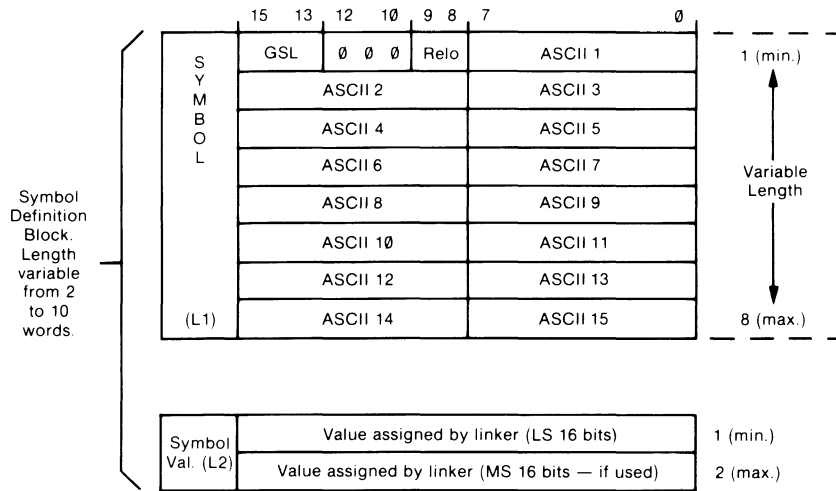 15 13 12 10 9 8 7 Ø
SYMBOL
(L1)
GSL Ø Ø Ø Relo ASCII 1 1 (min.)
ASCII 2 ASCII 3
ASCII 4 ASCII 5
ASCII 6 ASCII 7
ASCII 8 ASCII 9
ASCII 1Ø ASCII 11
ASCII 12 ASCII 13
ASCII 14 ASCII 15 8 (max.)
Variable
Length
Symbol
Definition
Block.
Length
variable
from 2
to 10
words.
Symbol
Val. (L2)
Value assigned by linker (LS 16 bits) 1 (min.)
Value assigned by linker (MS 16 bits — if used) 2 (max.)